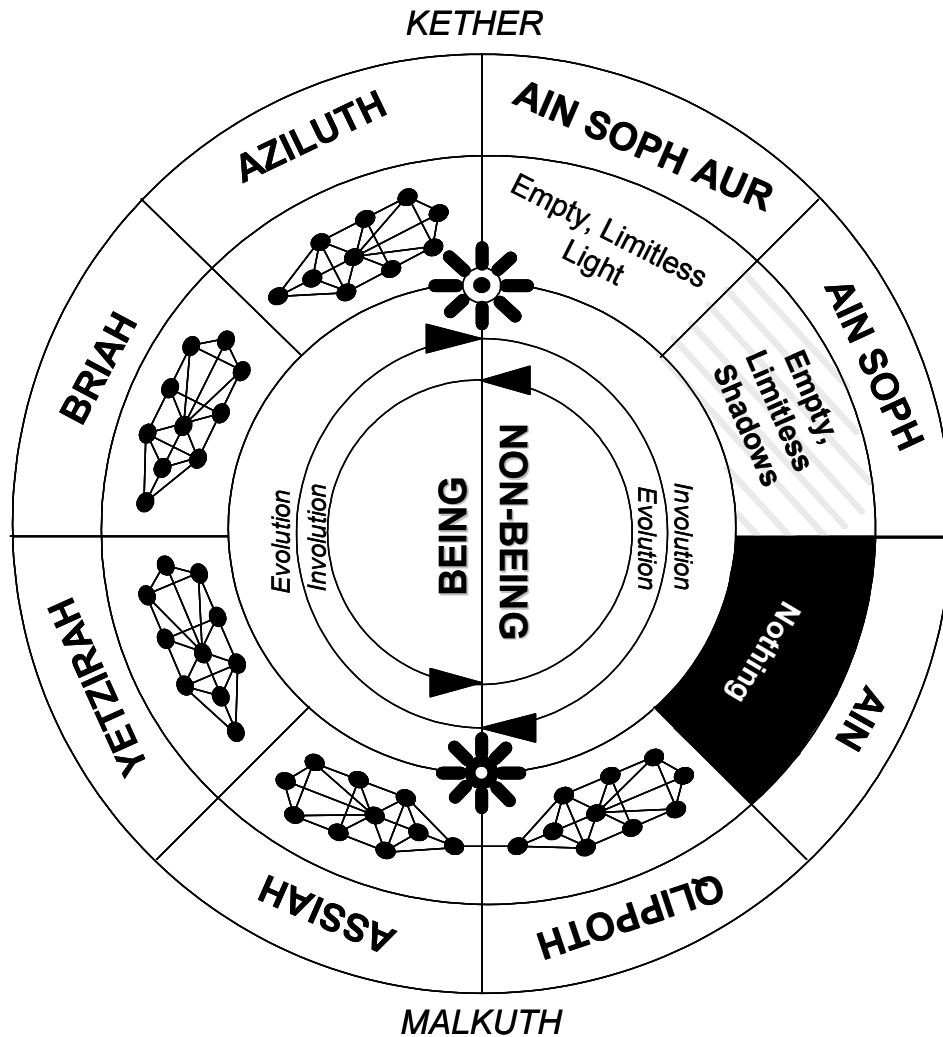 KETHER
AZILUTH
AIN SOPH AUR
Empty, Limitless
Light
BRIAH
AIN SOPH
Empty,
Limitless
Shadows
BEING
NON-BEING
Evolution
Involution
Evolution
Involution
YETZIRAH
Nothing
AIN
ASSIAH
QLIPPOTH
MALKUTH